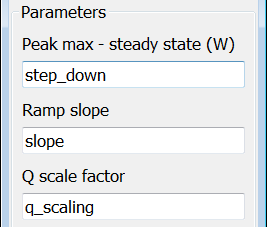 Parameters
Peak max - steady state (W)
step_down
Ramp slope
slope
Q scale factor
q_scaling